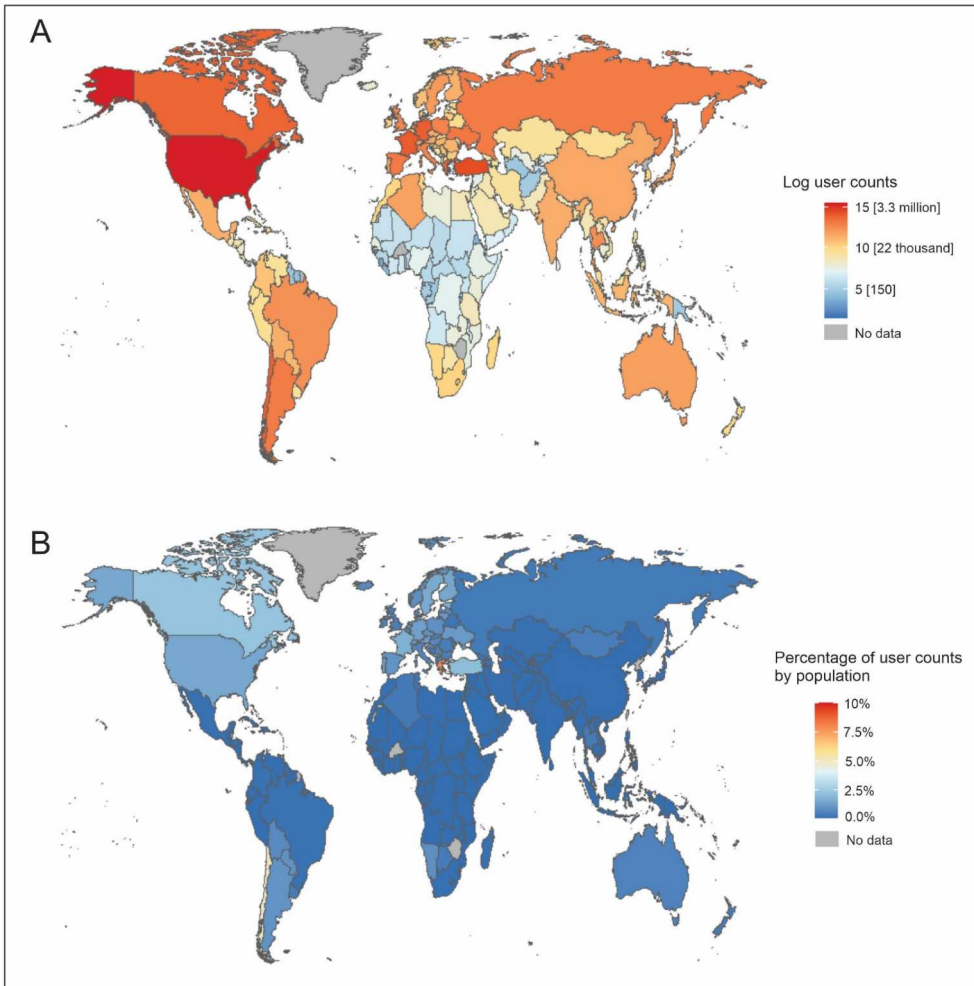 A
Log user counts
15 [3.3 million]
10 [22 thousand]
5 [150]
No data
B
Percentage of user counts
by population
10%
7.5%
5.0%
2.5%
0.0%
No data